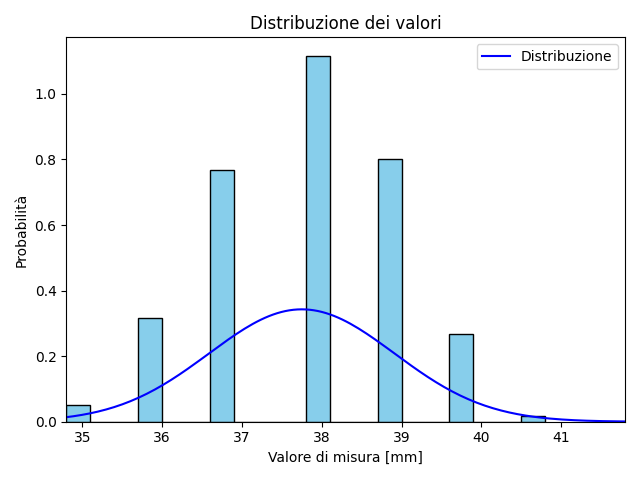 Distribuzione dei valori
Distribuzione
Probabilità
1.0
0.8
0.6
0.4
0.2
0.0
35 36 37 38 39 40 41
Valore di misura [mm]